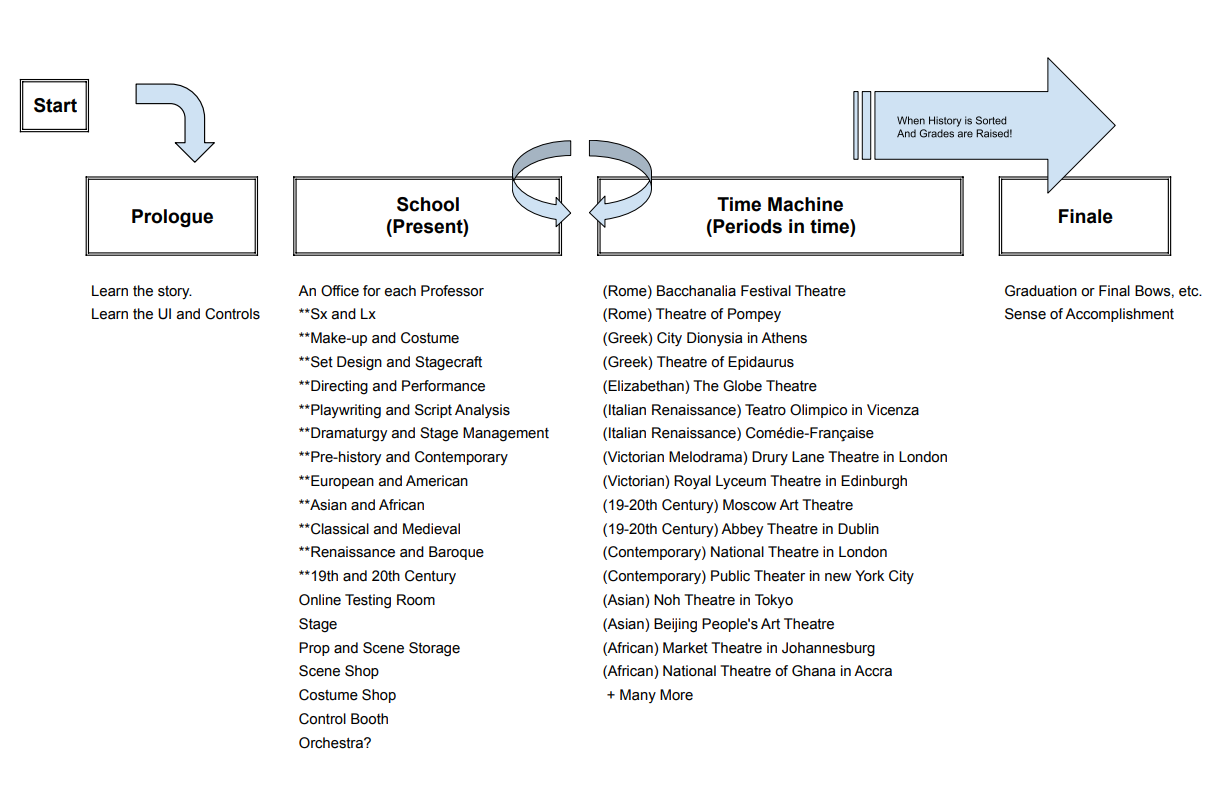 Start
When History is Sorted
And Grades are Raised!
Prologue
School
(Present)
Time Machine
(Periods in time)
Finale
Learn the story.
Learn the UI and Controls
An Office for each Professor
**Sx and Lx
**Make-up and Costume
**Set Design and Stagecraft
**Directing and Performance
**Playwriting and Script Analysis
**Dramaturgy and Stage Management
**Pre-history and Contemporary
**European and American
**Asian and African
**Classical and Medieval
**Renaissance and Baroque
**19th and 20th Century
Online Testing Room
Stage
Prop and Scene Storage
Scene Shop
Costume Shop
Control Booth
Orchestra?
(Rome) Bacchanalia Festival Theatre
(Rome) Theatre of Pompey
(Greek) City Dionysia in Athens
(Greek) Theatre of Epidaurus
(Elizabethan) The Globe Theatre
(Italian Renaissance) Teatro Olimpico in Vicenza
(Italian Renaissance) Comédie-Française
(Victorian Melodrama) Drury Lane Theatre in London
(Victorian) Royal Lyceum Theatre in Edinburgh
(19-20th Century) Moscow Art Theatre
(19-20th Century) Abbey Theatre in Dublin
(Contemporary) National Theatre in London
(Contemporary) Public Theater in new York City
(Asian) Noh Theatre in Tokyo
(Asian) Beijing People's Art Theatre
(African) Market Theatre in Johannesburg
(African) National Theatre of Ghana in Accra
+ Many More
Graduation or Final Bows, etc.
Sense of Accomplishment